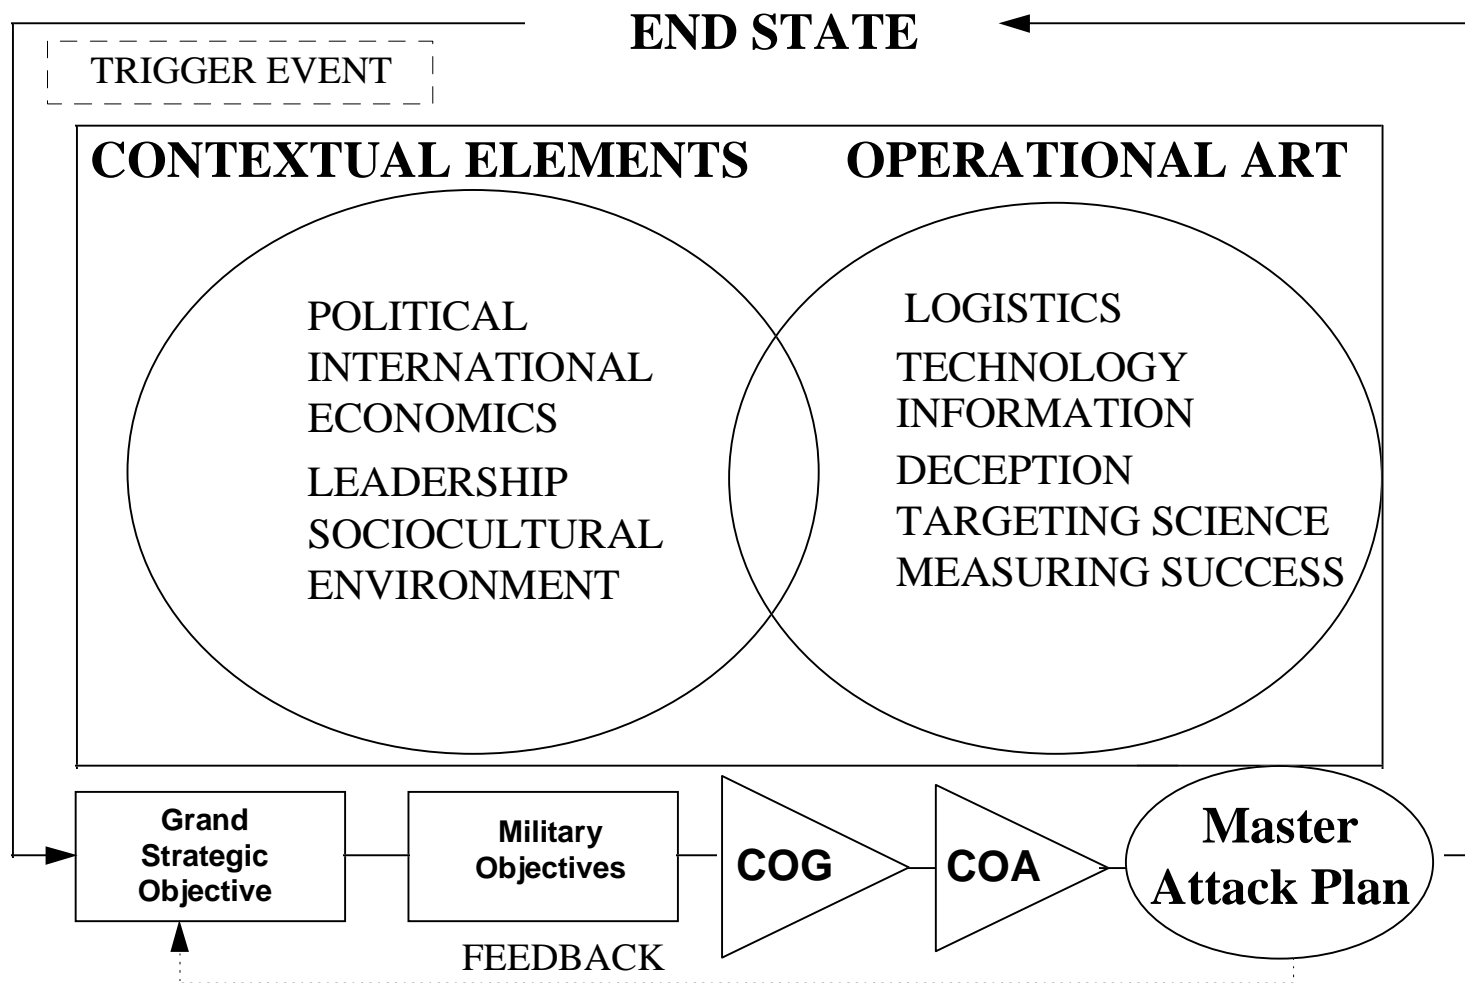 END STATE
TRIGGER EVENT
CONTEXTUAL ELEMENTS
OPERATIONAL ART
POLITICAL
INTERNATIONAL
ECONOMICS
LEADERSHIP
SOCIOCULTURAL
ENVIRONMENT
LOGISTICS
TECHNOLOGY
INFORMATION
DECEPTION
TARGETING SCIENCE
MEASURING SUCCESS
Grand
Strategic
Objective
Military
Objectives
COG
COA
Master
Attack Plan
FEEDBACK